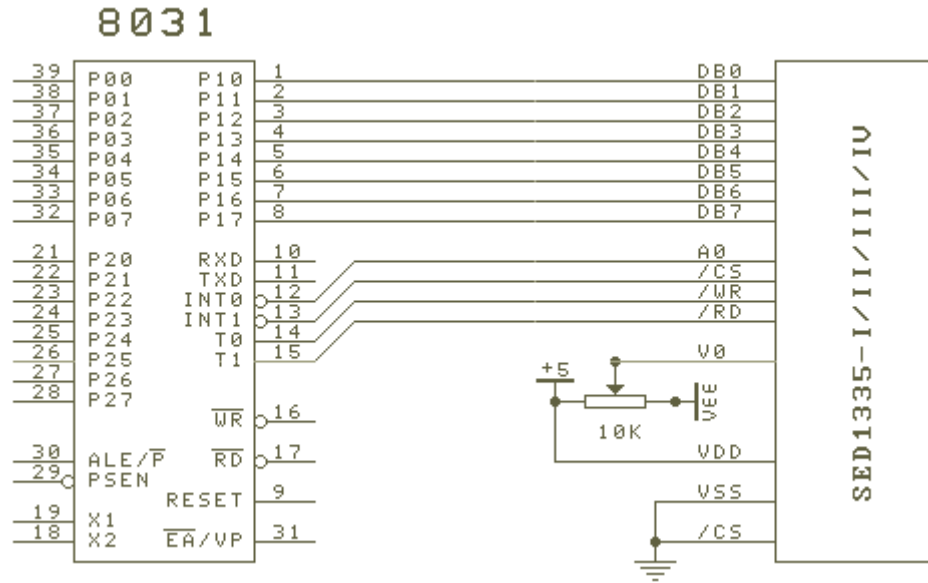 8031
39 P00 P10 1 DB0
38 P01 P11 2 DB1
37 P02 P12 3 DB2
36 P03 P13 4 DB3
35 P04 P14 5 DB4
34 P05 P15 6 DB5
33 P06 P16 7 DB6
32 P07 P17 8 DB7
21 P20 RXD 10 A0
22 P21 TXD 11 /CS
23 P22 INT0 12 /WR
24 P23 INT1 13 /RD
25 P24 T0 14
26 P25 T1 15 V0
27 P26 +5
28 P27 VEE
WR 16 10K
30 ALE/P RD 17 VDD
29 PSEN
RESET 9 VSS
19 X1
18 X2 EA/VP 31 /CS
SED1335-I/II/III/IV